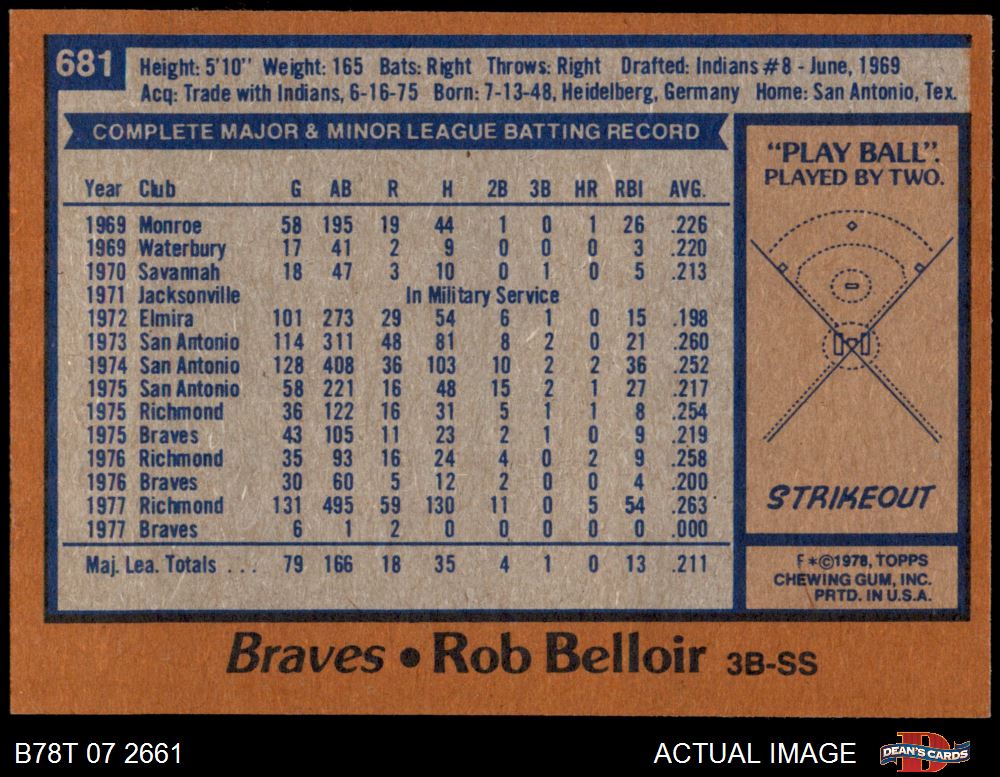 681
Height: 5'10" Weight: 165 Bats: Right Throws: Right Drafted: Indians #8 - June, 1969
Acq: Trade with Indians, 6-16-75 Born: 7-13-48, Heidelberg, Germany Home: San Antonio, Tex.
COMPLETE MAJOR & MINOR LEAGUE BATTING RECORD
Year Club G AB R H 2B 3B HR RBI AVG.
1969 Monroe 58 195 19 44 1 0 1 26 .226
1969 Waterbury 17 41 2 9 0 0 0 3 .220
1970 Savannah 18 47 3 10 0 1 0 5 .213
1971 Jacksonville In Military Service
1972 Elmira 101 273 29 54 6 1 0 15 .198
1973 San Antonio 114 311 48 81 8 2 0 21 .260
1974 San Antonio 128 408 36 103 10 2 2 36 .252
1975 San Antonio 58 221 16 48 15 2 1 27 .217
1975 Richmond 36 122 16 31 5 1 1 8 .254
1975 Braves 43 105 11 23 2 1 0 9 .219
1976 Richmond 35 93 16 24 4 0 2 9 .258
1976 Braves 30 60 5 12 2 0 0 4 .200
1977 Richmond 131 495 59 130 11 0 5 54 .263
1977 Braves 6 1 2 0 0 0 0 0 .000
Maj. Lea. Totals . . . 79 166 18 35 4 1 0 13 .211
"PLAY BALL".
PLAYED BY TWO.
STRIKEOUT
F*©1978, TOPPS
CHEWING GUM, INC.
PRTD. IN U.S.A.
Braves • Rob Belloir 3B-SS
B78T 07 2661
ACTUAL IMAGE
DEAN'S CARDS